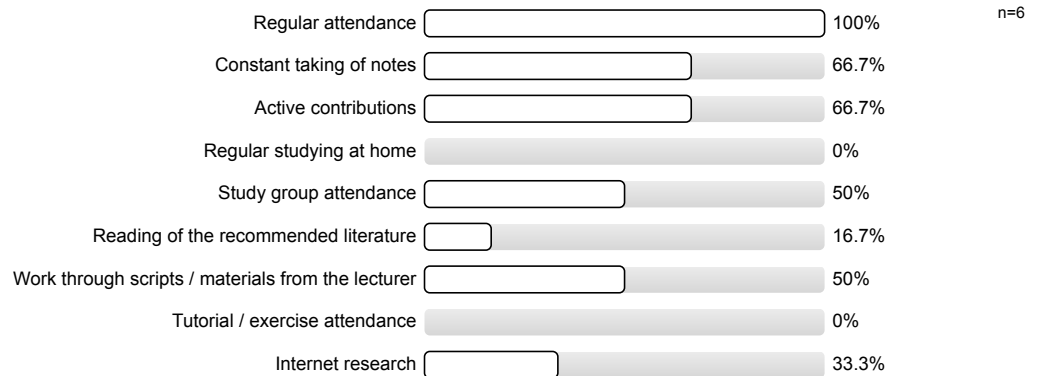 n=6
Regular attendance 100%
Constant taking of notes 66.7%
Active contributions 66.7%
Regular studying at home 0%
Study group attendance 50%
Reading of the recommended literature 16.7%
Work through scripts / materials from the lecturer 50%
Tutorial / exercise attendance 0%
Internet research 33.3%